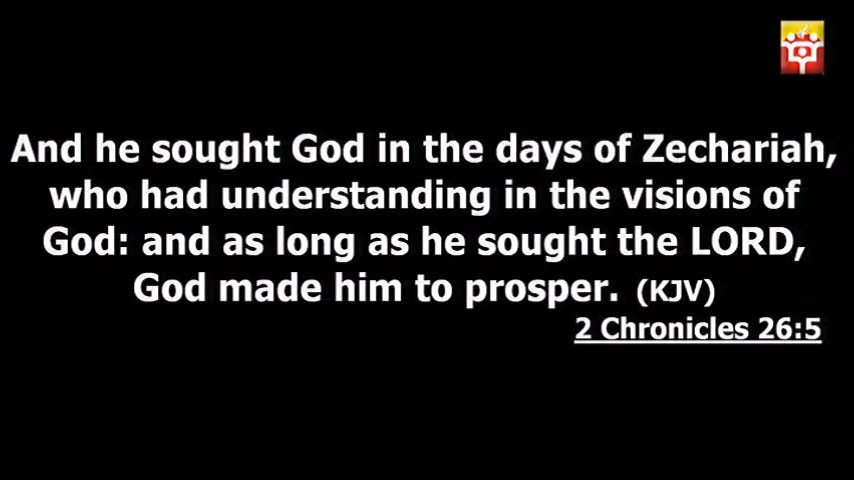 And he sought God in the days of Zechariah,
who had understanding in the visions of
God: and as long as he sought the LORD,
God made him to prosper. (KJV)
2 Chronicles 26:5